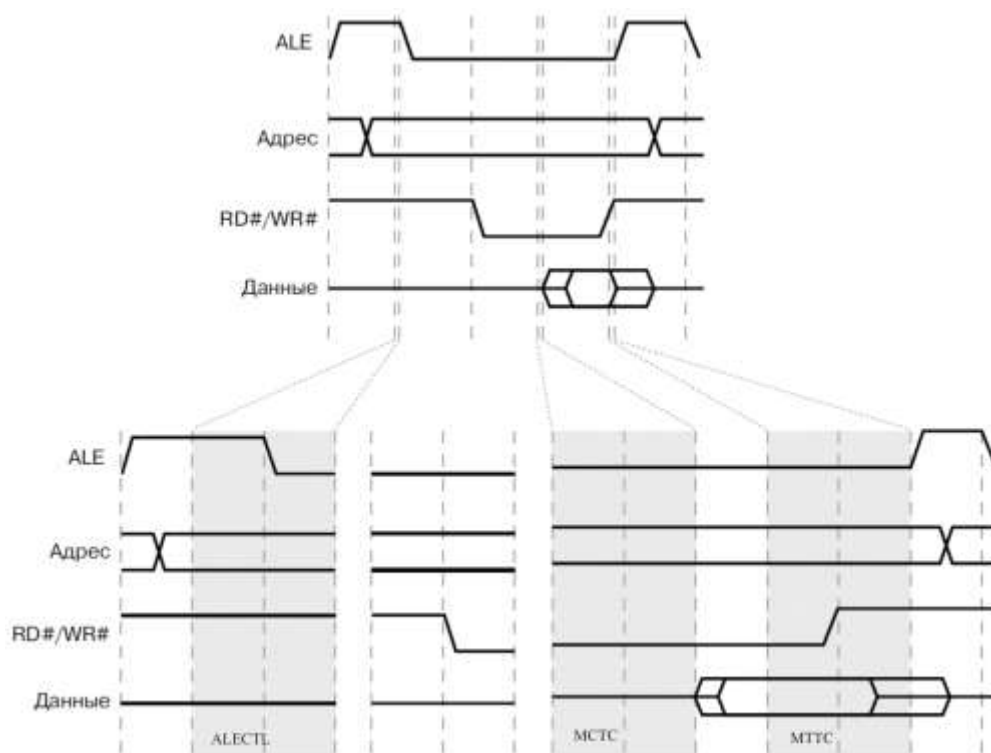 ALE
Адрес
RD#/WR#
Данные
ALE
Адрес
RD#/WR#
Данные
ALECTL
MCTC
MTTC